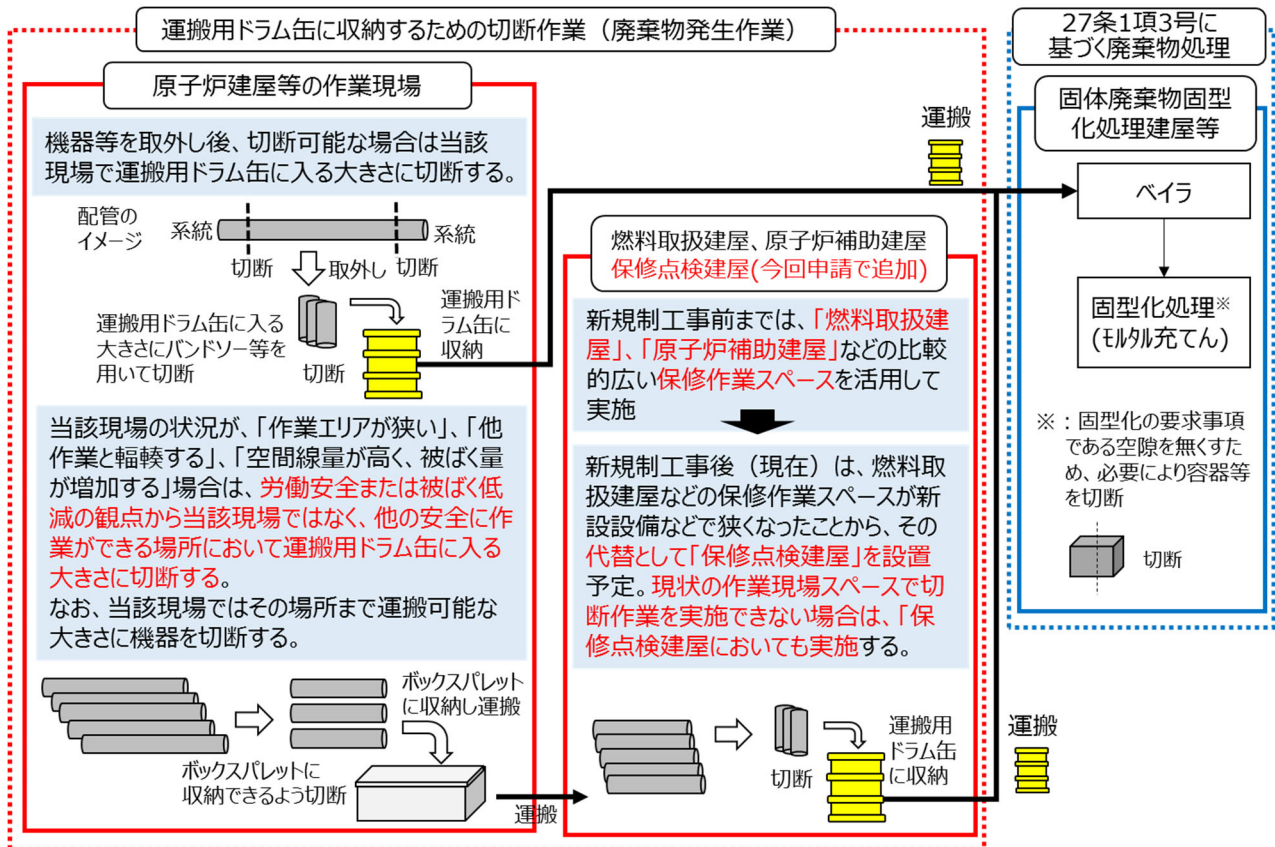 運搬用ドラム缶に収納するための切断作業（廃棄物発生作業）
原子炉建屋等の作業現場
機器等を取外し後、切断可能な場合は当該
現場で運搬用ドラム缶に入る大きさに切断する。
配管の
イメージ
系統
系統
切断
取外し
切断
運搬用ドラム缶に入る
大きさにバンドソー等を
用いて切断
切断
運搬用ド
ラム缶に
収納
当該現場の状況が、「作業エリアが狭い」、「他
作業と輻輳する」、「空間線量が高く、被ばく量
が増加する」場合は、労働安全または被ばく低
減の観点から当該現場ではなく、他の安全に作
業ができる場所において運搬用ドラム缶に入る
大きさに切断する。
なお、当該現場ではその場所まで運搬可能な
大きさに機器を切断する。
ボックスパレット
に収納し運搬
ボックスパレットに
収納できるよう切断
運搬
燃料取扱建屋、原子炉補助建屋
保修点検建屋(今回申請で追加)
新規制工事前までは、「燃料取扱建
屋」、「原子炉補助建屋」などの比較
的広い保修作業スペースを活用して
実施
新規制工事後（現在）は、燃料取
扱建屋などの保修作業スペースが新
設設備などで狭くなったことから、その
代替として「保修点検建屋」を設置
予定。現状の作業現場スペースで切
断作業を実施できない場合は、「保
修点検建屋においても実施する。
切断
運搬用
ドラム缶
に収納
運搬
運搬
27条1項3号に
基づく廃棄物処理
固体廃棄物固型
化処理建屋等
ベイラ
固型化処理※
(ﾓﾙﾀﾙ充てん)
※：固型化の要求事項
である空隙を無くすた
め、必要により容器等
を切断
切断